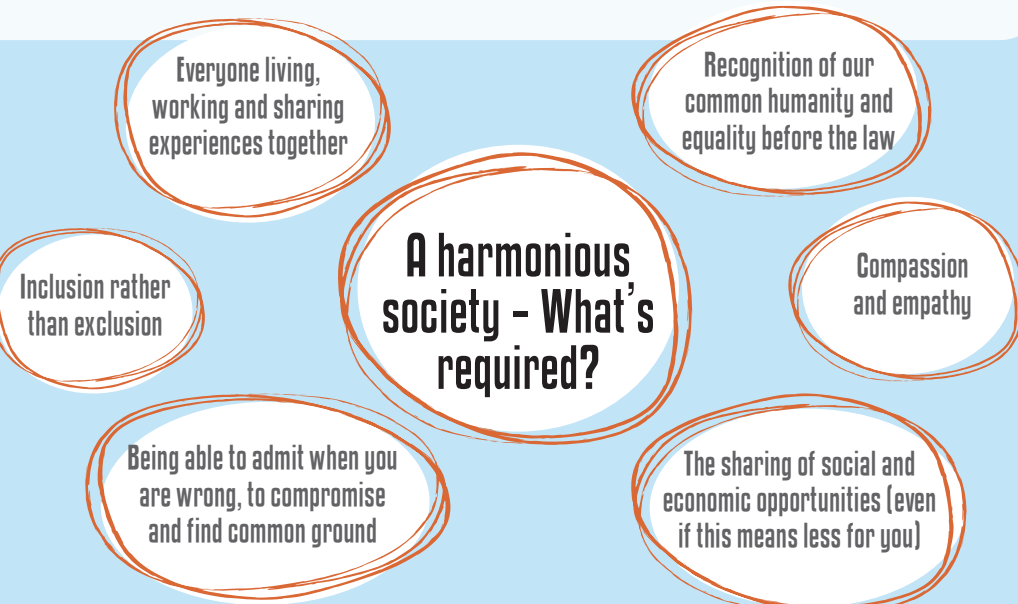 Everyone living,
working and sharing
experiences together
Recognition of our
common humanity and
equality before the law
Inclusion rather
than exclusion
A harmonious
society - What's
required?
Compassion
and empathy
Being able to admit when you
are wrong, to compromise
and find common ground
The sharing of social and
economic opportunities (even
if this means less for you)